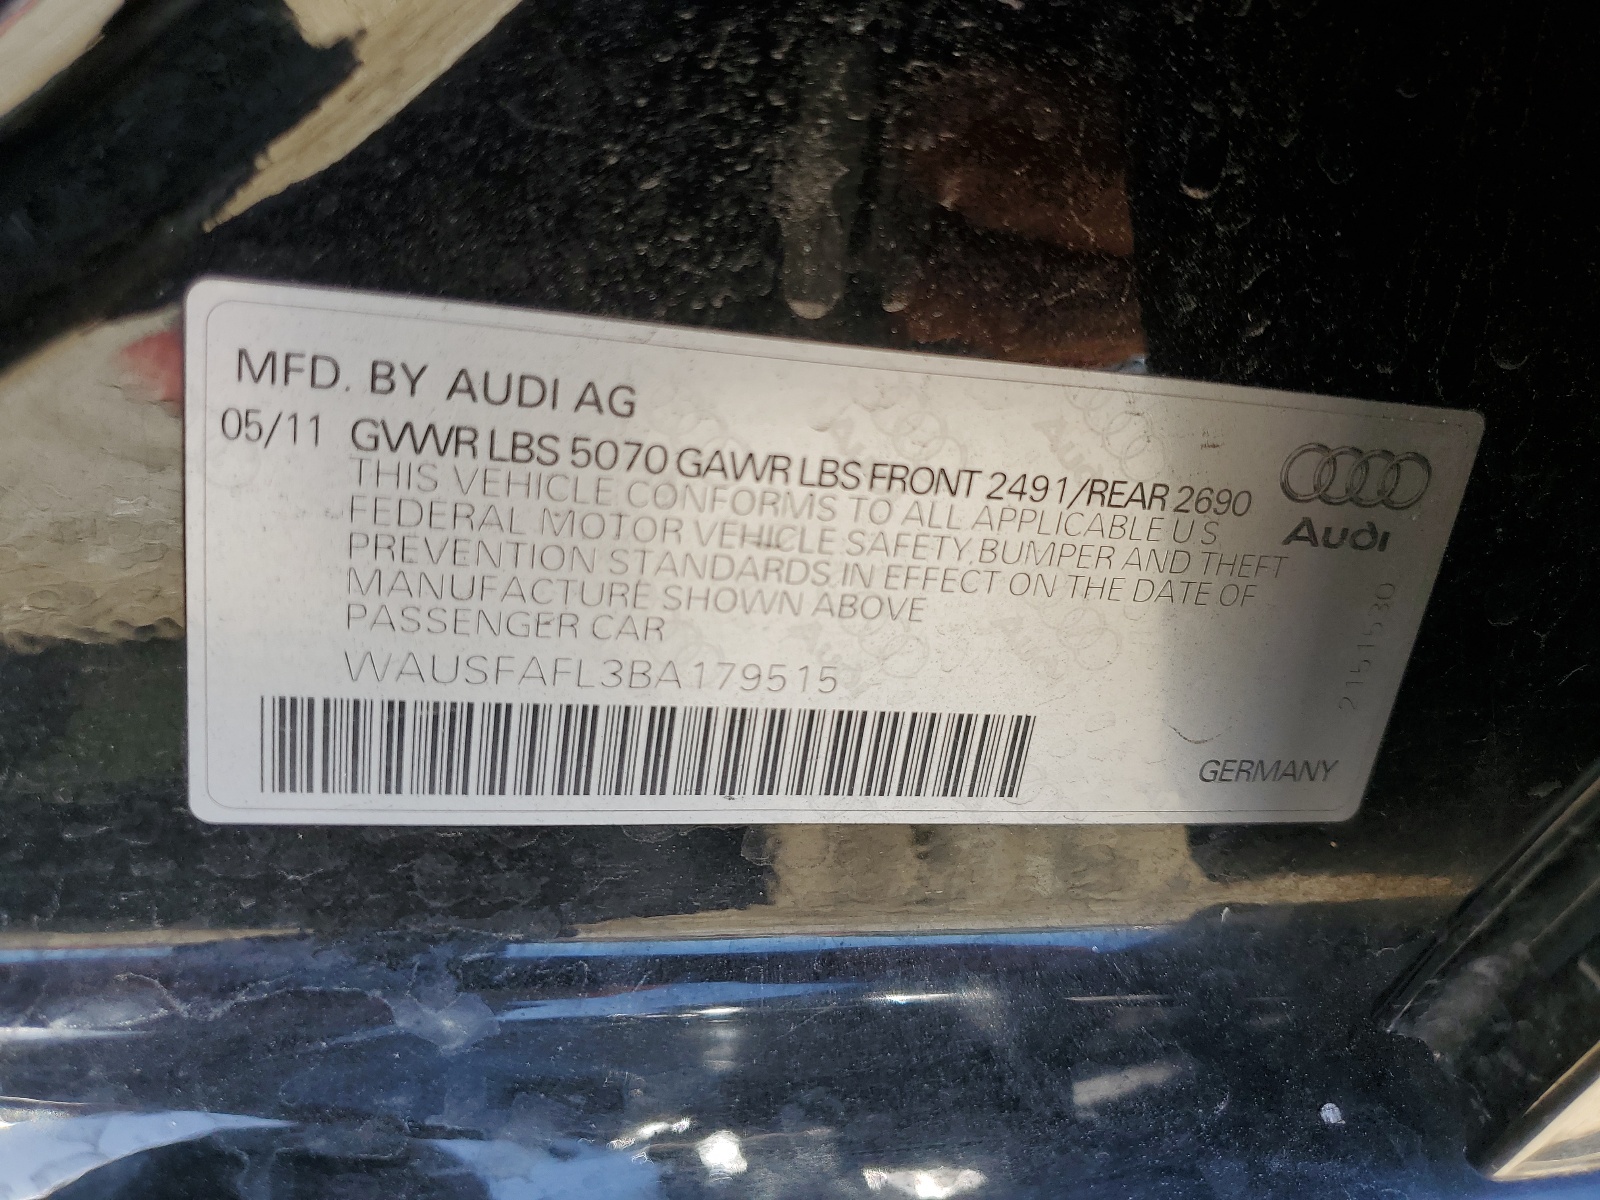 MFD. BY AUDI AG
05/11 GVWR LBS 5070 GAWR LBS FRONT 2491/REAR 2690
THIS VEHICLE CONFORMS TO ALL APPLICABLE U.S.
FEDERAL MOTOR VEHICLE SAFETY, BUMPER AND THEFT
PREVENTION STANDARDS IN EFFECT ON THE DATE OF
MANUFACTURE SHOWN ABOVE
PASSENGER CAR
WAUSFAFL3BA179515
Audi
2151530
GERMANY